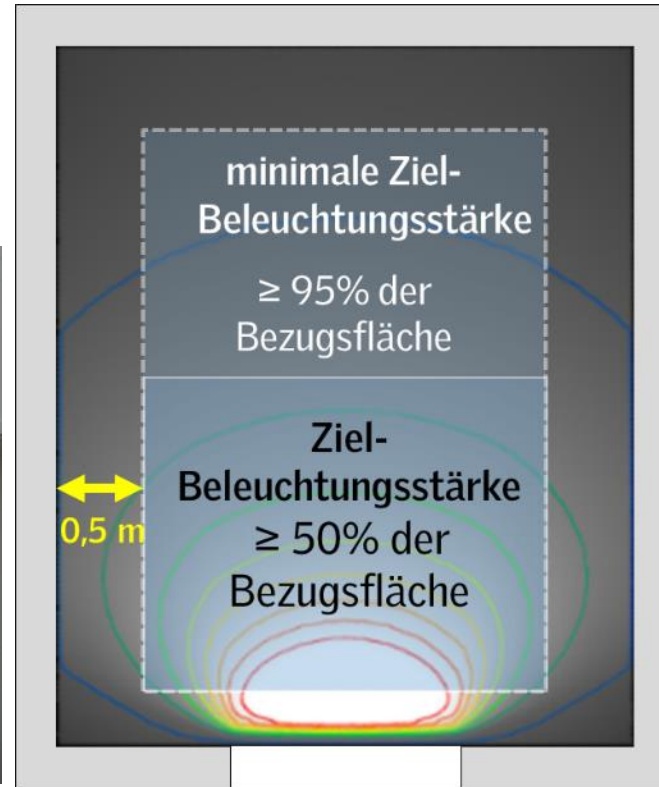 minimale Ziel-
Beleuchtungsstärke
≥ 95% der
Bezugsfläche
Ziel-
Beleuchtungsstärke
0,5 m
≥ 50% der
Bezugsfläche